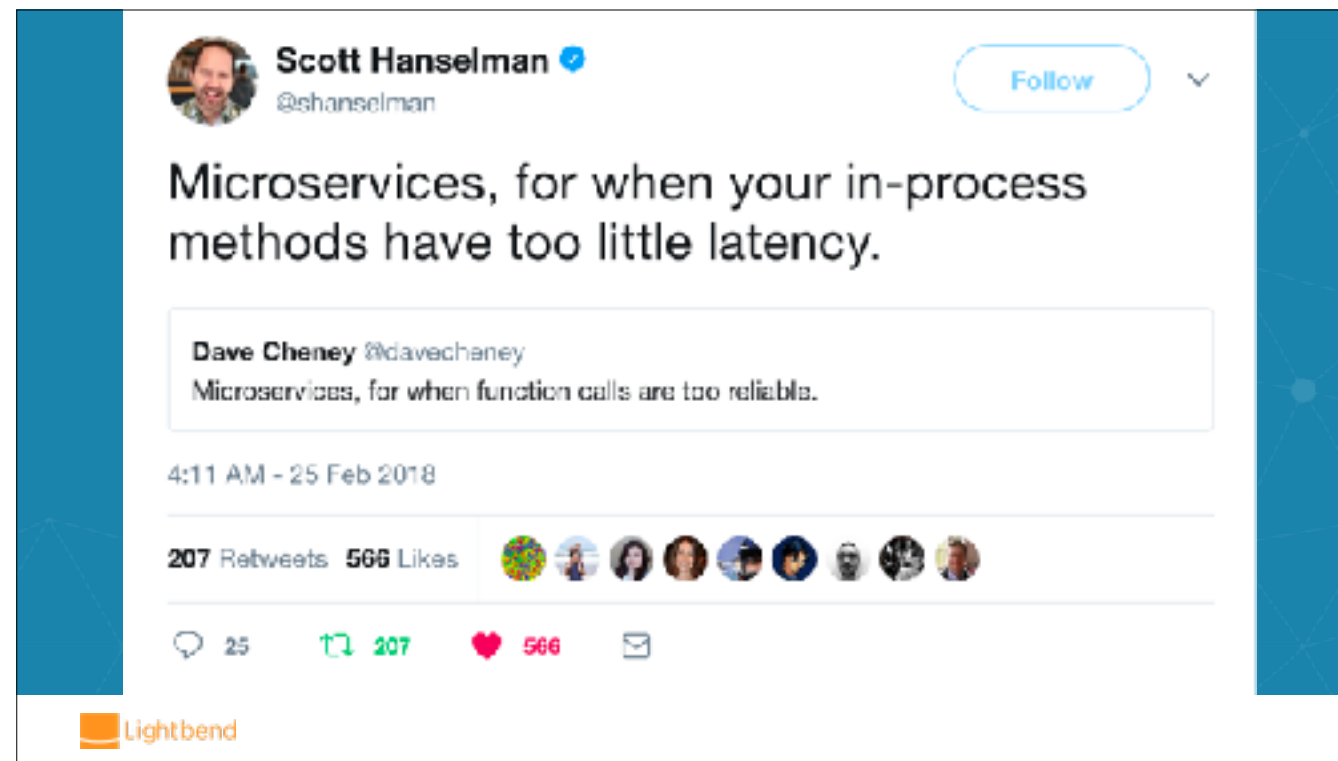 Scott Hanselman
@shanselman
Follow
Microservices, for when your in-process
methods have too little latency.
Dave Cheney @davecheney
Microservices, for when function calls are too reliable.
4:11 AM - 25 Feb 2018
207 Retweets 566 Likes
25 207 566
Lightbend